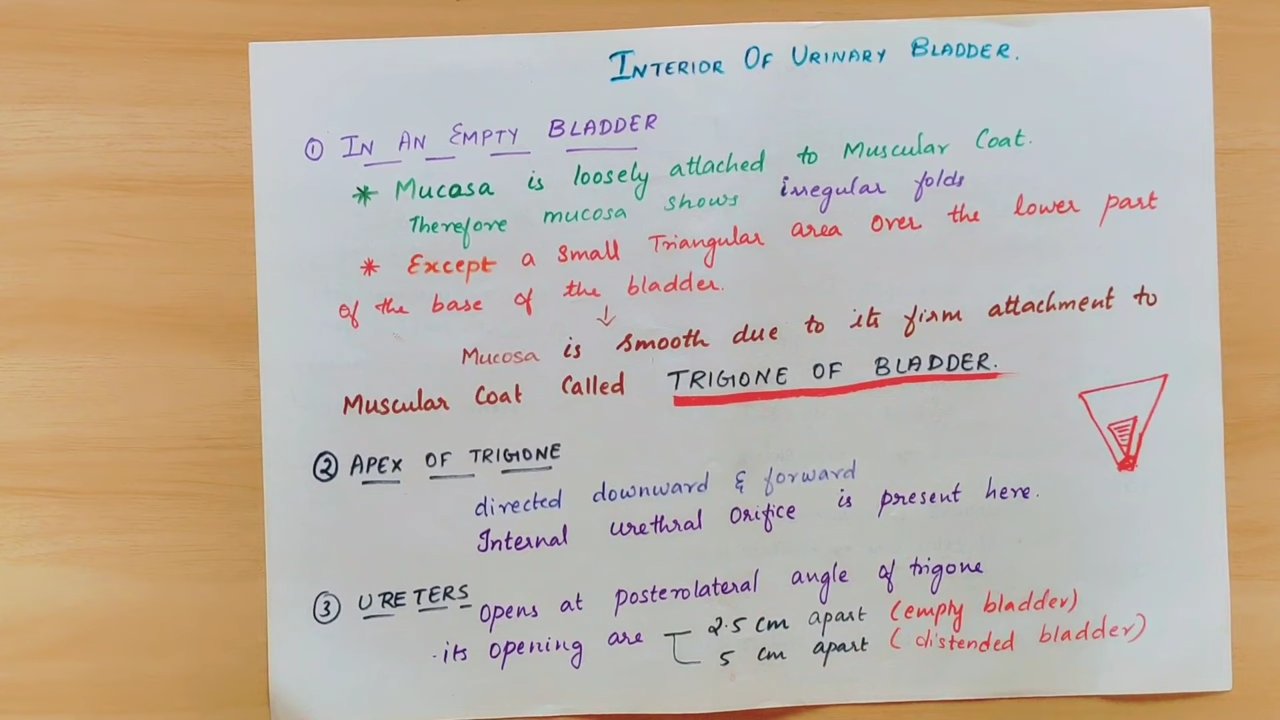 INTERIOR OF URINARY BLADDER.
① IN AN EMPTY BLADDER
* Mucosa is loosely attached to Muscular Coat.
Therefore mucosa shows irregular folds
* Except a small Triangular area over the lower part
of the base of the bladder.
↓
Mucosa is smooth due to its firm attachment to
Muscular Coat Called TRIGONE OF BLADDER.
② APEX OF TRIGONE
directed downward & forward
Internal urethral orifice is present here.
③ URETERS
Opens at posterolateral angle of trigone
its opening are
2.5 cm apart (empty bladder)
5 cm apart (distended bladder)